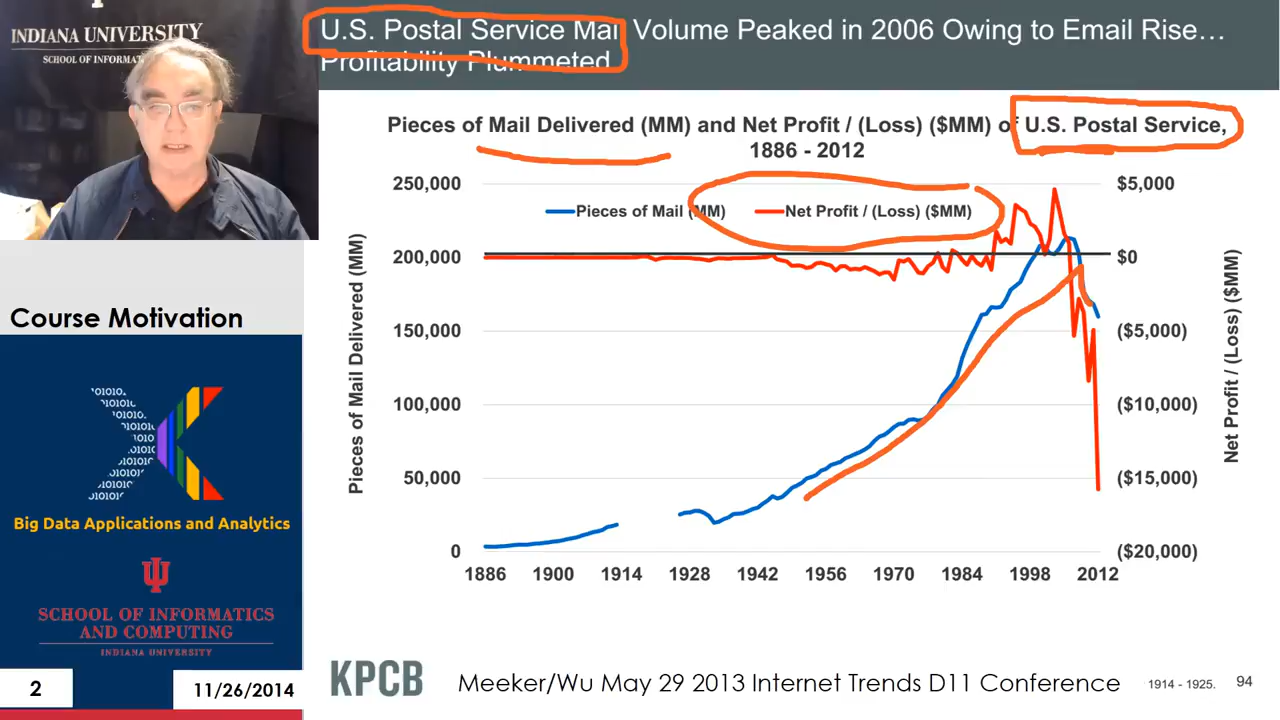 INDIANA UNIVERSITY
SCHOOL OF INFORMAT
U.S. Postal Service Mail Volume Peaked in 2006 Owing to Email Rise…
Profitability Plummeted
Pieces of Mail Delivered (MM) and Net Profit / (Loss) ($MM) of U.S. Postal Service,
1886 - 2012
Pieces of Mail (MM)
Net Profit / (Loss) ($MM)
Pieces of Mail Delivered (MM)
250,000
200,000
150,000
100,000
50,000
0
$5,000
$0
($5,000)
($10,000)
($15,000)
($20,000)
Net Profit / (Loss) ($MM)
1886 1900 1914 1928 1942 1956 1970 1984 1998 2012
Course Motivation
Big Data Applications and Analytics
SCHOOL OF INFORMATICS
AND COMPUTING
INDIANA UNIVERSITY
2
11/26/2014
KPCB
Meeker/Wu May 29 2013 Internet Trends D11 Conference
1914 - 1925.
94